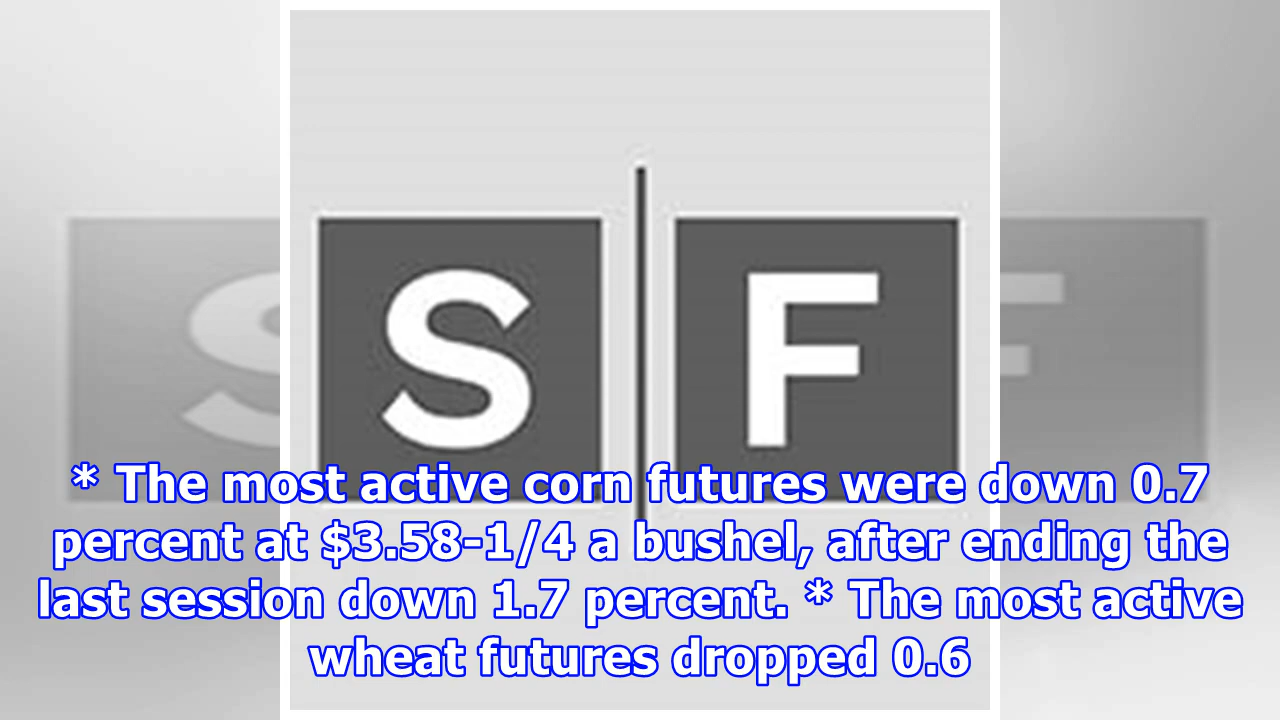 S F
* The most active corn futures were down 0.7
percent at $3.58-1/4 a bushel, after ending the
last session down 1.7 percent. * The most active
wheat futures dropped 0.6